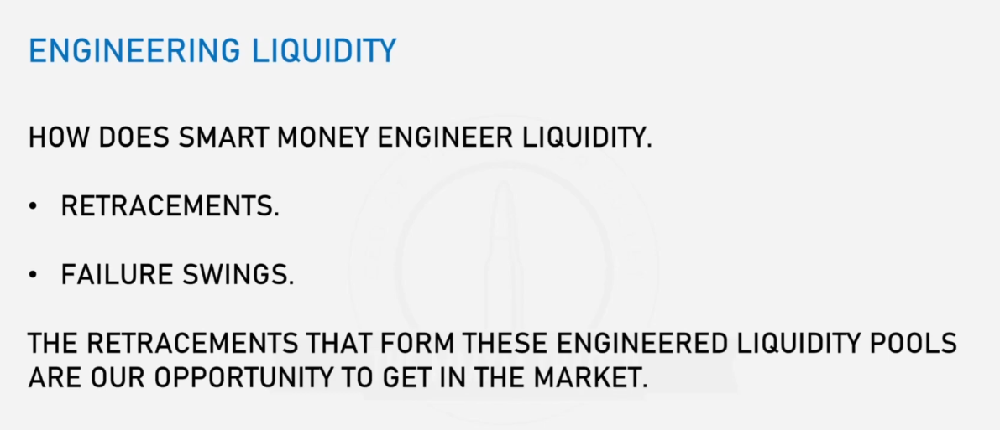 ENGINEERING LIQUIDITY
HOW DOES SMART MONEY ENGINEER LIQUIDITY.
• RETRACEMENTS.
• FAILURE SWINGS.
THE RETRACEMENTS THAT FORM THESE ENGINEERED LIQUIDITY POOLS
ARE OUR OPPORTUNITY TO GET IN THE MARKET.